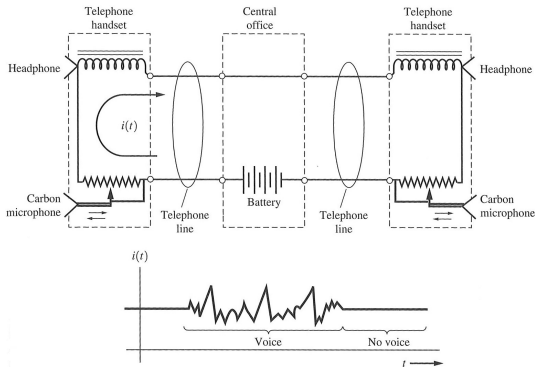 Telephone
handset
Central
office
Telephone
handset
Headphone
Headphone
i(t)
Carbon
microphone
Telephone
line
Battery
Telephone
line
Carbon
microphone
i(t)
Voice
No voice
t